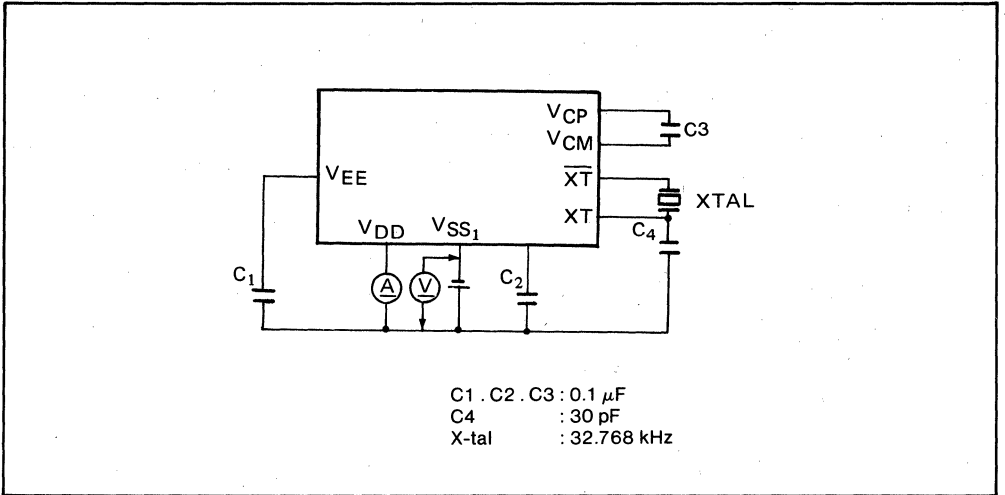 VCP
C3
VCM
XT
VEE
XTAL
XT
VDD
VSS1
C4
C1
A
V
C2
C1 . C2 . C3 : 0.1 μF
C4 : 30 pF
X-tal : 32.768 kHz